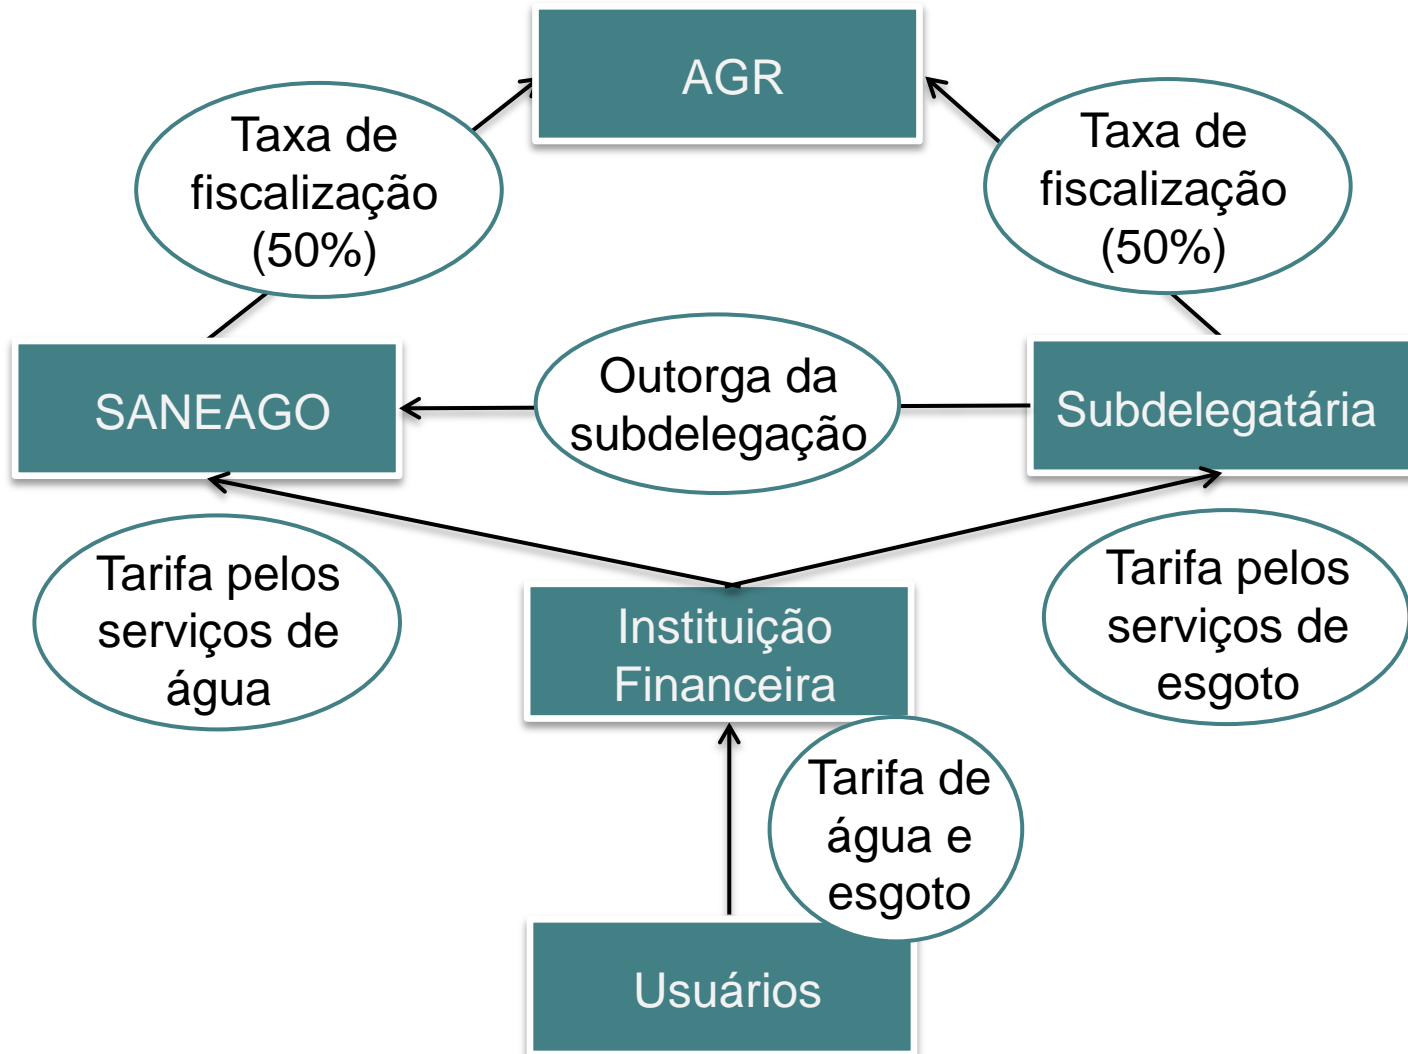 AGR
Taxa de
fiscalização
(50%)
Taxa de
fiscalização
(50%)
SANEAGO
Outorga da
subdelegação
Subdelegatária
Tarifa pelos
serviços de
água
Instituição
Financeira
Tarifa pelos
serviços de
esgoto
Tarifa de
água e
esgoto
Usuários